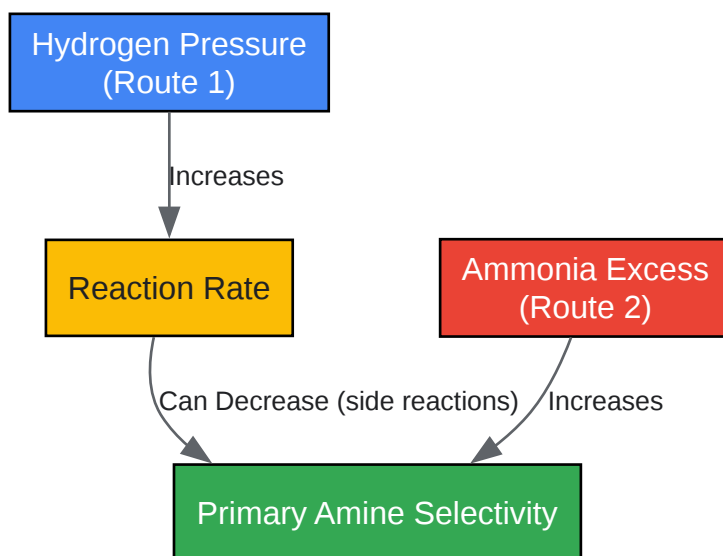 Hydrogen Pressure
(Route 1)
Increases
Reaction Rate
Ammonia Excess
(Route 2)
Can Decrease (side reactions)
Increases
Primary Amine Selectivity